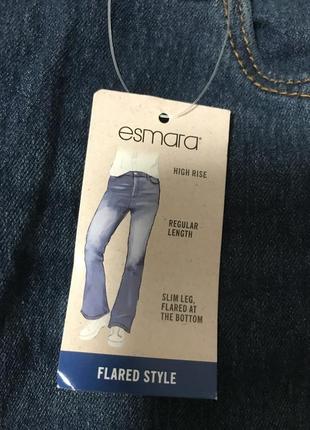 esmara®
HIGH RISE
REGULAR
LENGTH
SLIM LEG,
FLARED AT
THE BOTTOM
FLARED STYLE